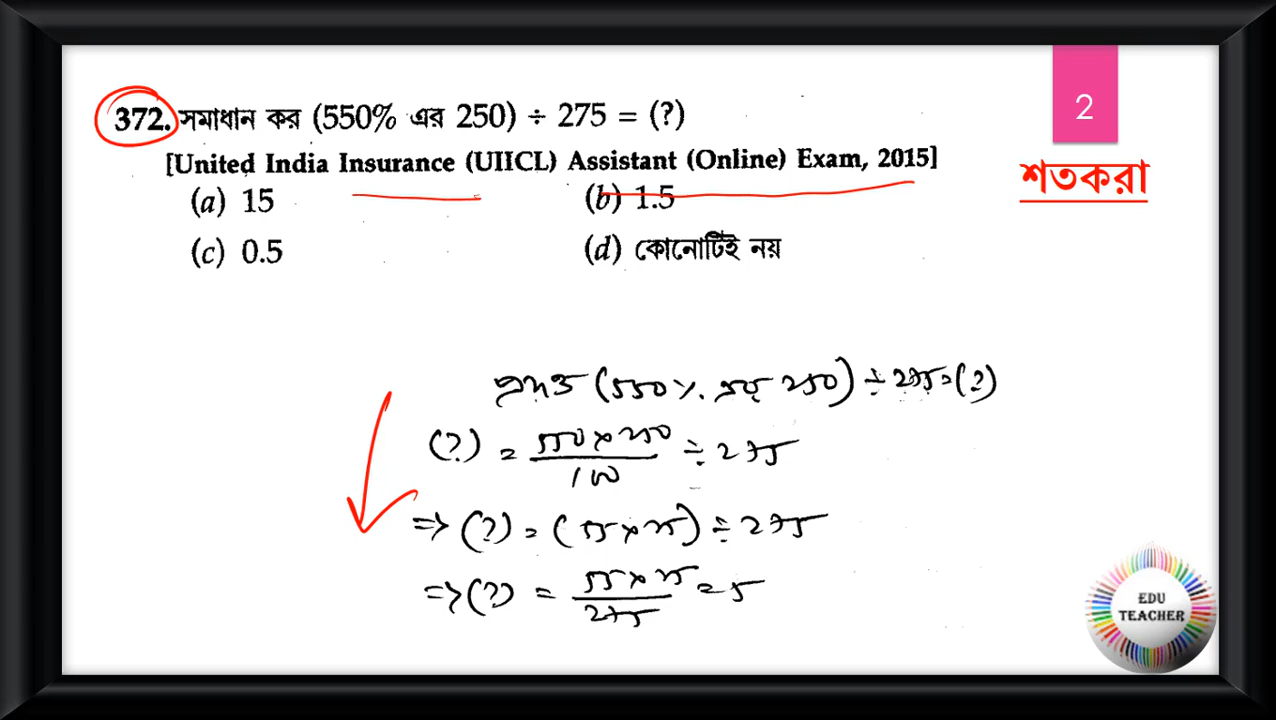 2
372. সমাধান কর (550% এর 250) ÷ 275 = (?)
শতকরা
[United India Insurance (UIICL) Assistant (Online) Exam, 2015]
(a) 15 (b) 1.5
(c) 0.5 (d) কোনোটিই নয়
প্রদত্ত (550%. এর 250) ÷ 275 = (?)
(?) = 550 × 250 / 100 ÷ 275
⇒ (?) = (55 × 25) ÷ 275
⇒ (?) = 55 × 25 / 275 = 5
EDU
TEACHER